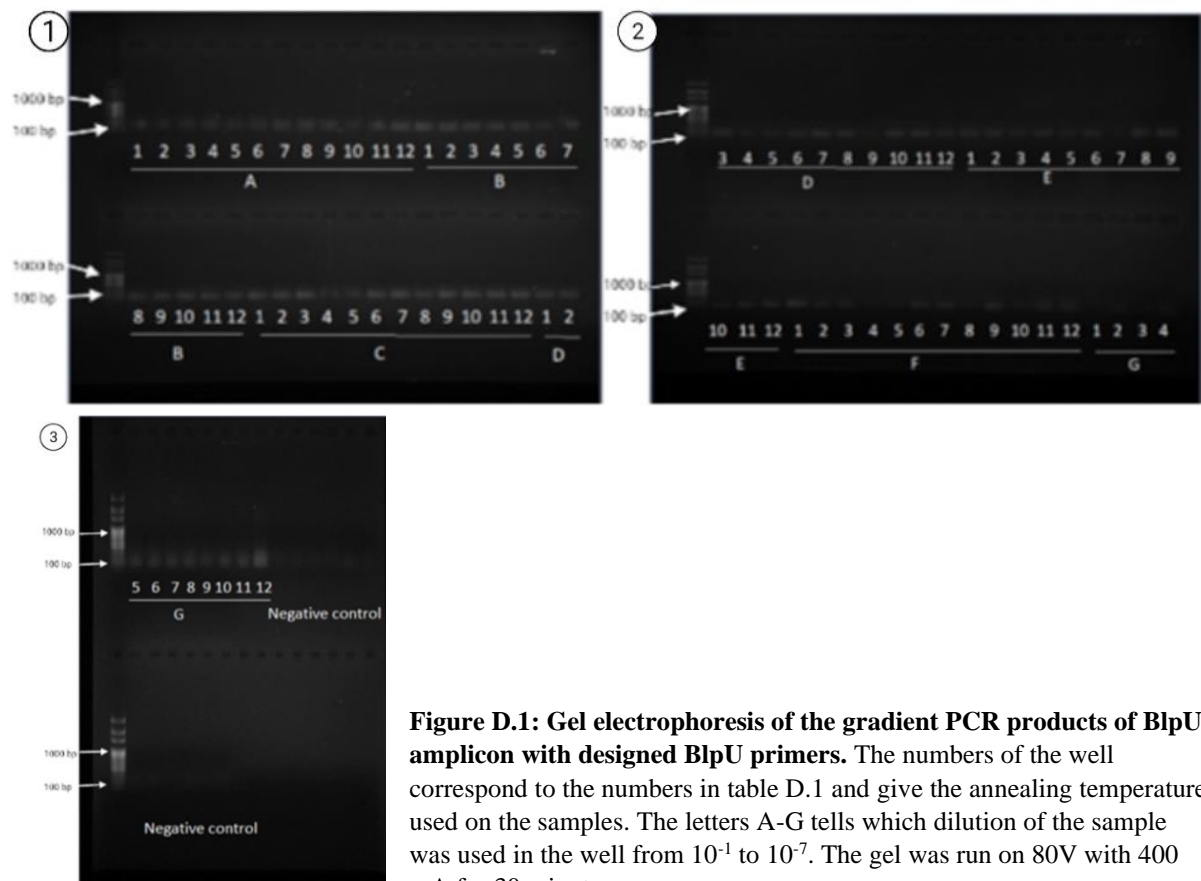 1
1000 bp
100 bp
1 2 3 4 5 6 7 8 9 10 11 12 1 2 3 4 5 6 7
A B
1000 bp
100 bp
8 9 10 11 12 1 2 3 4 5 6 7 8 9 10 11 12 1 2
B C D
2
1000 bp
100 bp
3 4 5 6 7 8 9 10 11 12 1 2 3 4 5 6 7 8 9
D E
1000 bp
100 bp
10 11 12 1 2 3 4 5 6 7 8 9 10 11 12 1 2 3 4
E F G
3
1000 bp
100 bp
5 6 7 8 9 10 11 12
G Negative control
1000 bp
100 bp
Negative control
Figure D.1: Gel electrophoresis of the gradient PCR products of BlpU
amplicon with designed BlpU primers. The numbers of the well
correspond to the numbers in table D.1 and give the annealing temperature
used on the samples. The letters A-G tells which dilution of the sample
was used in the well from 10⁻¹ to 10⁻⁷. The gel was run on 80V with 400